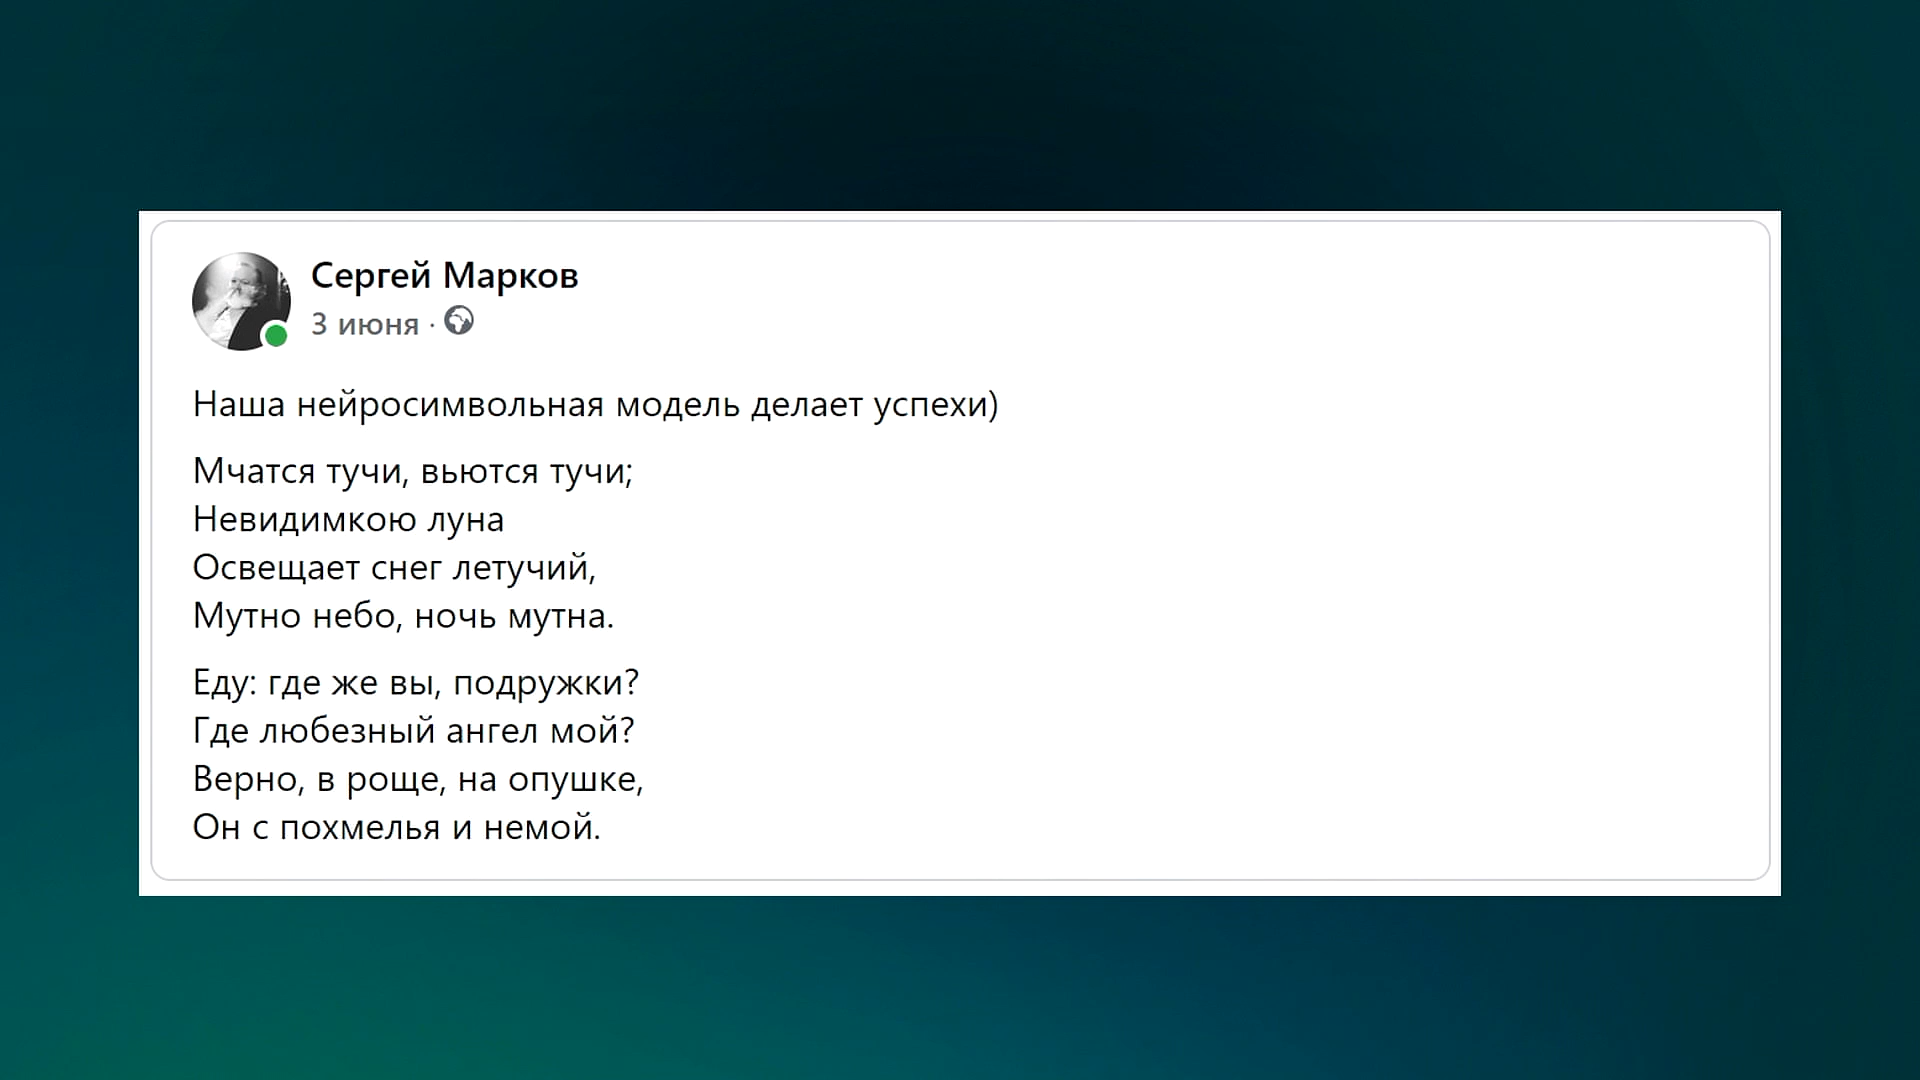 Сергей Марков
3 июня ·
Наша нейросимвольная модель делает успехи)
Мчатся тучи, вьются тучи;
Невидимкою луна
Освещает снег летучий,
Мутно небо, ночь мутна.
Еду: где же вы, подружки?
Где любезный ангел мой?
Верно, в роще, на опушке,
Он с похмелья и немой.